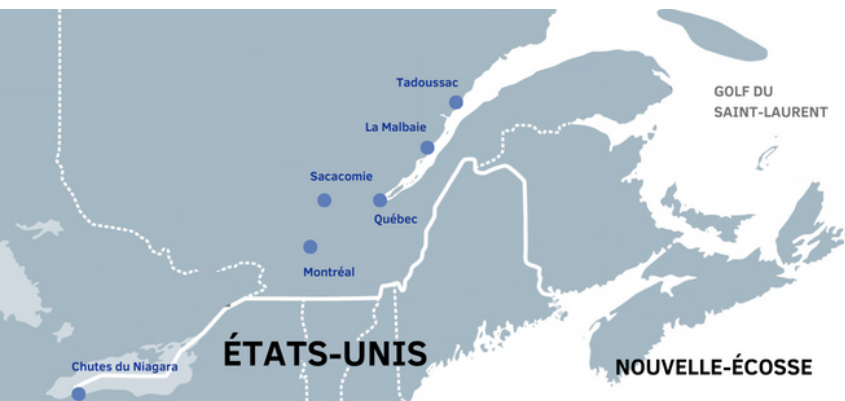 Tadoussac
GOLF DU
SAINT-LAURENT
La Malbaie
Sacacomie
Québec
Montréal
ÉTATS-UNIS
Chutes du Niagara
NOUVELLE-ÉCOSSE